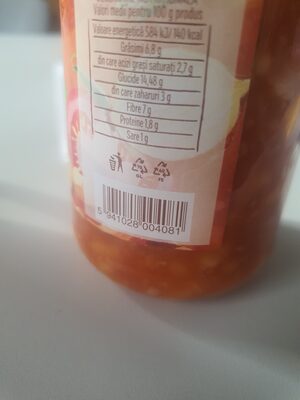 Valori medii pentru 100 g produs
Valoare energetică 584 kJ/ 140 kcal
Grăsimi 6,8 g
din care acizi grași saturați 2,7 g
Glucide 14,48 g
din care zaharuri 3 g
Fibre 7 g
Proteine 1,8 g
Sare 1 g
5 941028 004081